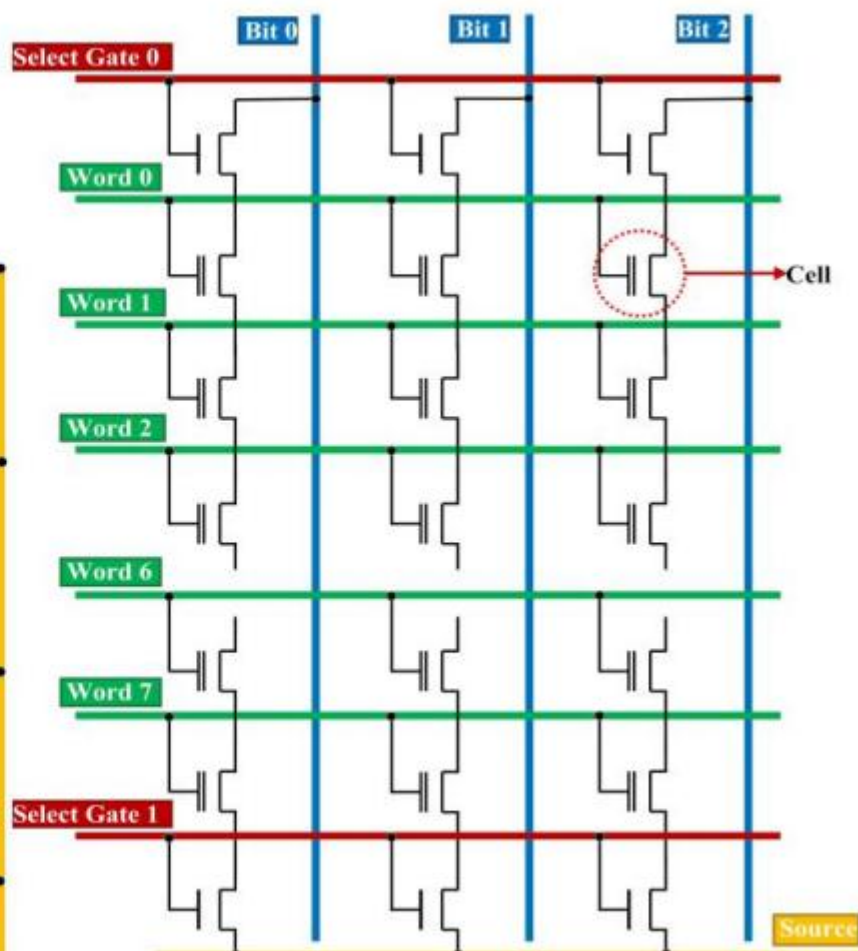 Bit 0
Bit 1
Bit 2
Select Gate 0
Word 0
Cell
Word 1
Word 2
Word 6
Word 7
Select Gate 1
Source